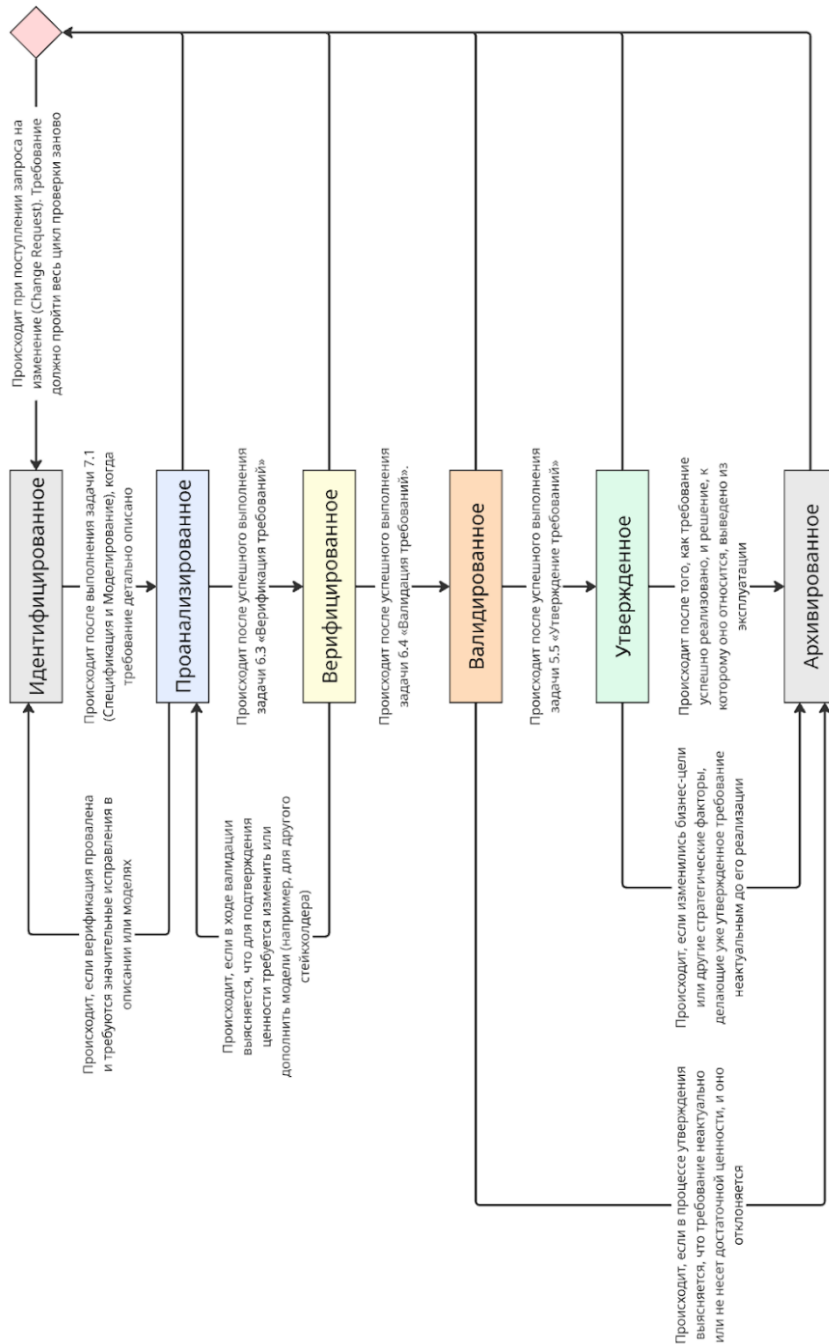 Происходит при поступлении запроса на
изменение (Change Request). Требование
должно пройти весь цикл проверки заново
Идентифицированное
Происходит после выполнения задачи 7.1
(Спецификация и Моделирование), когда
требование детально описано
Происходит, если верификация провалена
и требуются значительные исправления в
описании или моделях
Проанализированное
Происходит после успешного выполнения
задачи 6.3 «Верификация требований»
Происходит, если в ходе валидации
выясняется, что для подтверждения
ценности требуется изменить или
дополнить модели (например, для другого
стейкхолдера)
Верифицированное
Происходит после успешного выполнения
задачи 6.4 «Валидация требований».
Валидированное
Происходит после успешного выполнения
задачи 5.5 «Утверждение требований»
Утвержденное
Происходит после того, как требование
успешно реализовано, и решение, к
которому оно относится, выведено из
эксплуатации
Происходит, если изменились бизнес-цели
или другие стратегические факторы,
делающие уже утвержденное требование
неактуальным до его реализации
Происходит, если в процессе утверждения
выясняется, что требование неактуально
или не несет достаточной ценности, и оно
отклоняется
Архивированное